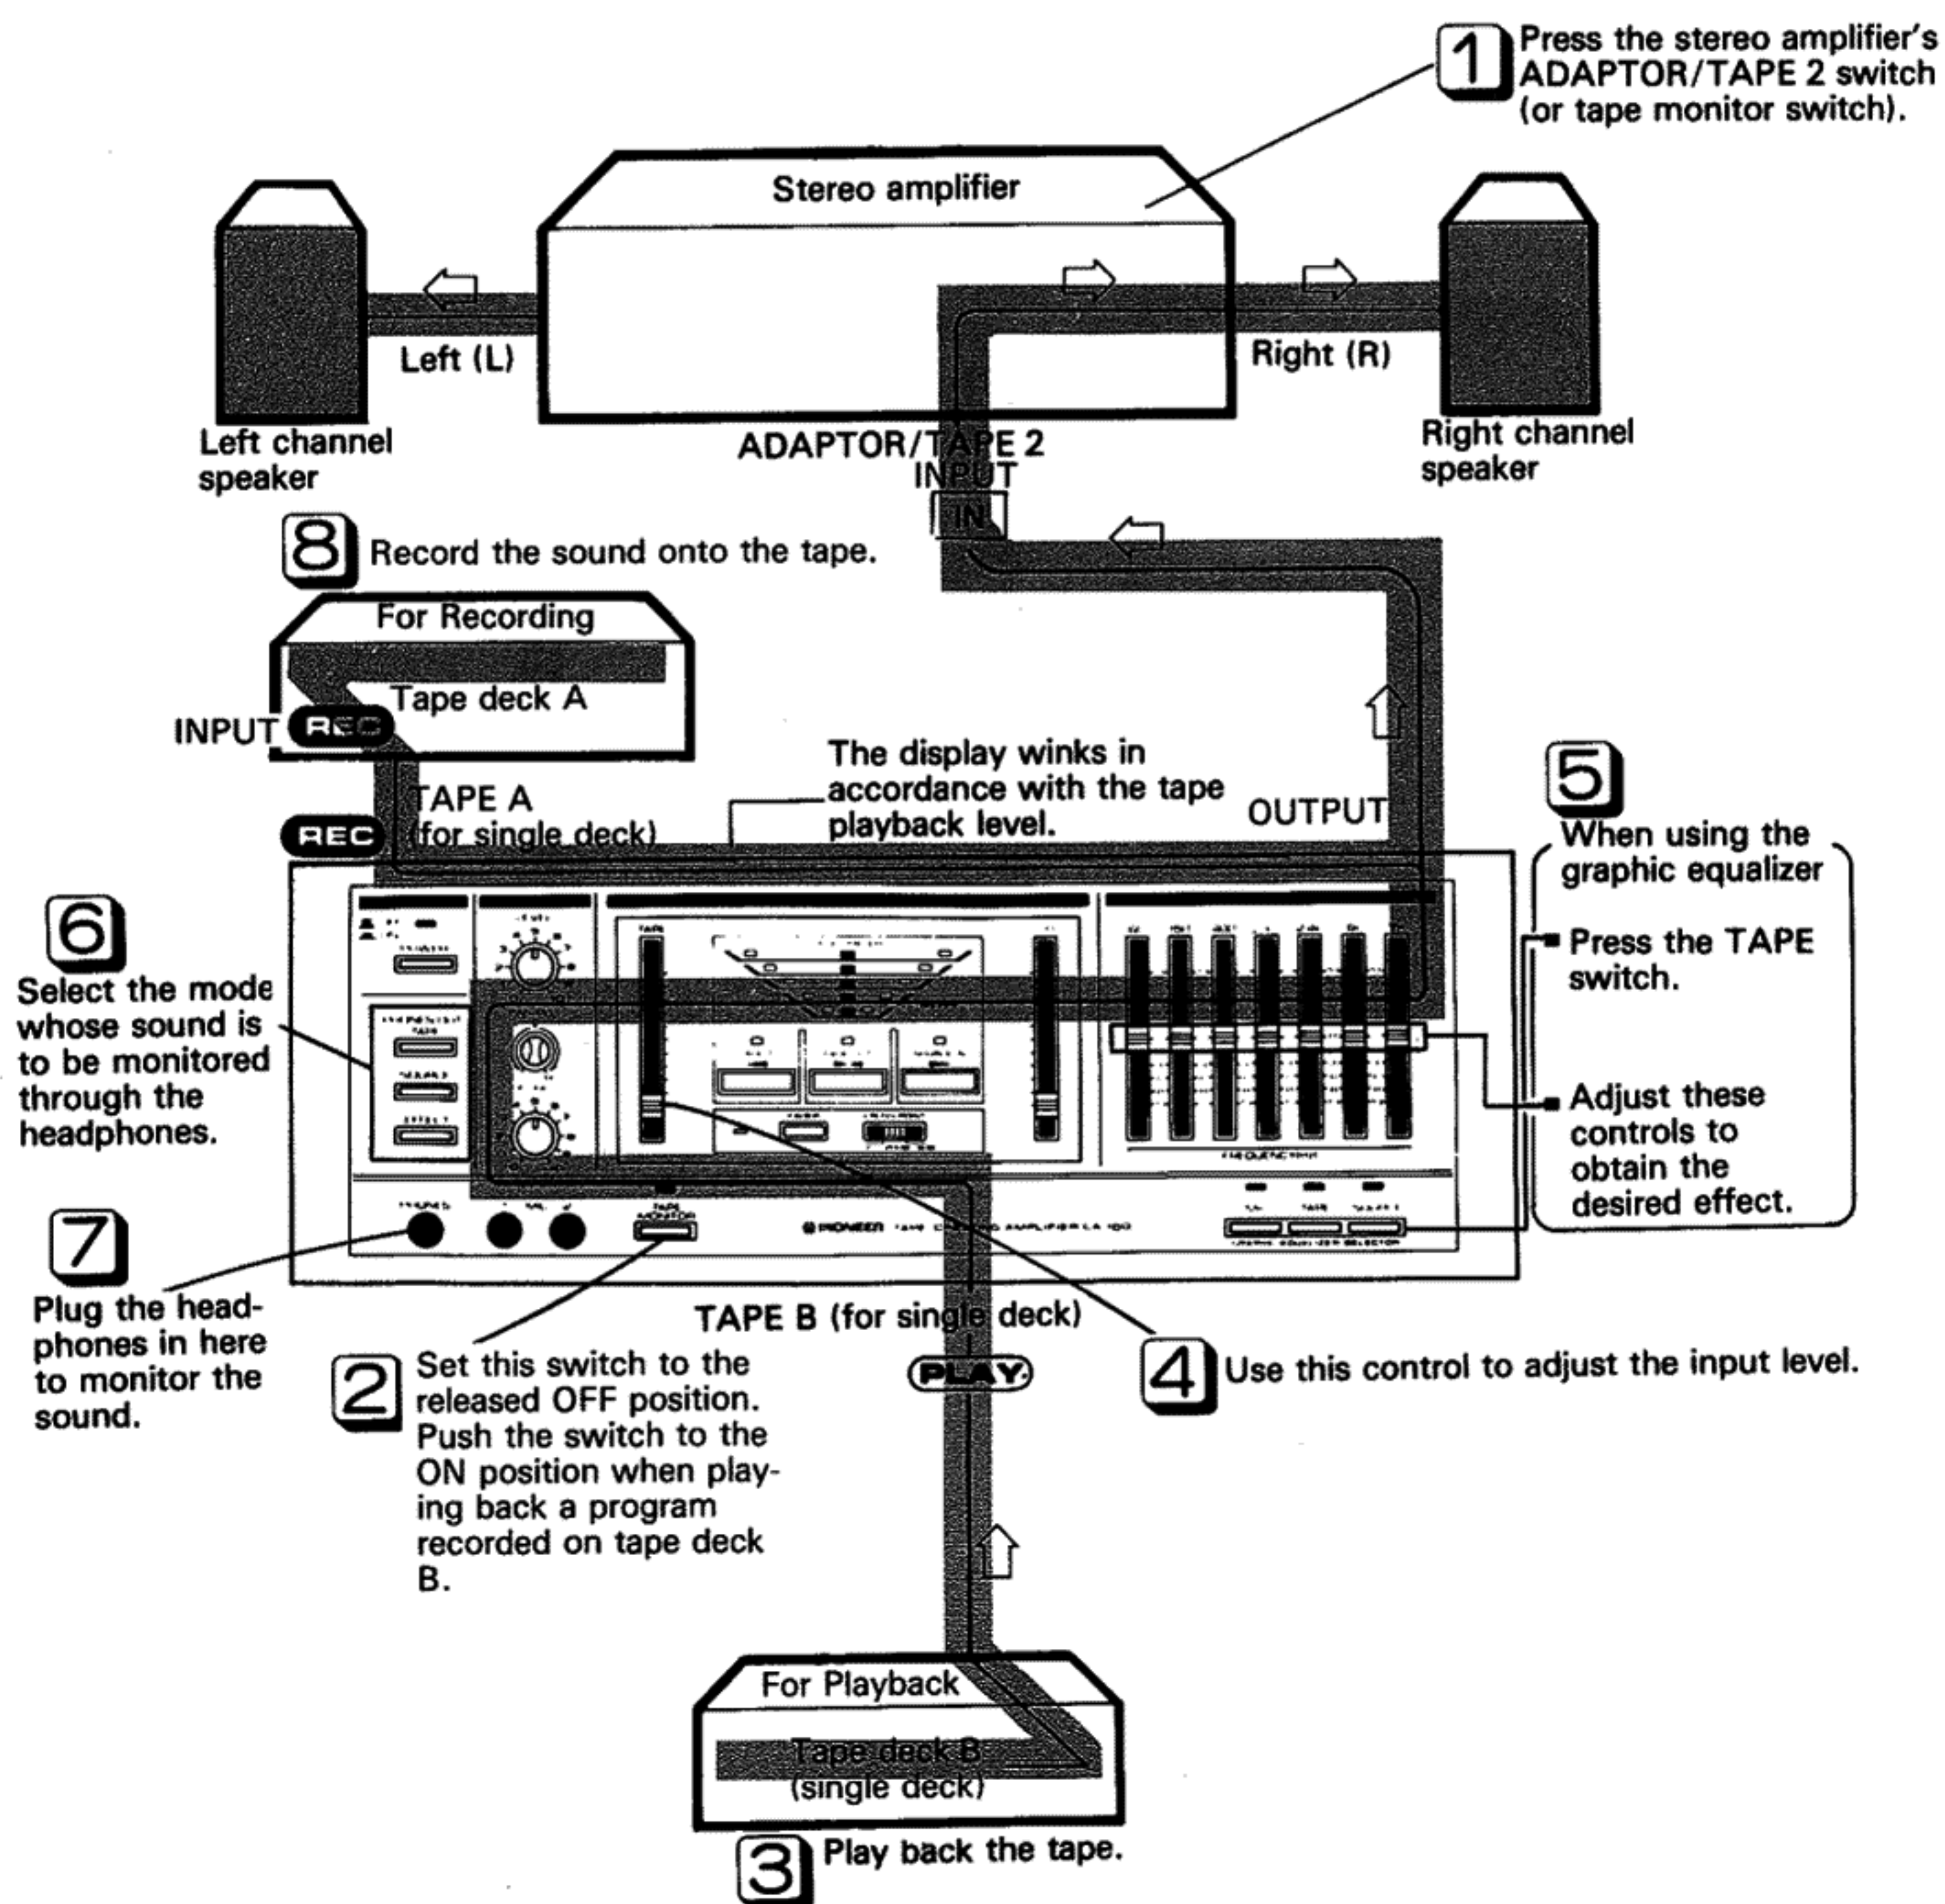 1
Press the stereo amplifier's
ADAPTOR/TAPE 2 switch
(or tape monitor switch).
Stereo amplifier
Left (L)
Right (R)
Left channel
speaker
ADAPTOR/TAPE 2
INPUT
IN
Right channel
speaker
8
Record the sound onto the tape.
For Recording
Tape deck A
INPUT
REC
TAPE A
(for single deck)
REC
The display winks in
accordance with the tape
playback level.
OUTPUT
5
When using the
graphic equalizer
Press the TAPE
switch.
Adjust these
controls to
obtain the
desired effect.
6
Select the mode
whose sound is
to be monitored
through the
headphones.
TAPE
PHONES
MIC
TAPE
MONITOR
PIONEER
TAPE
7
Plug the head-
phones in here
to monitor the
sound.
TAPE B (for single deck)
PLAY
2
Set this switch to the
released OFF position.
Push the switch to the
ON position when play-
ing back a program
recorded on tape deck
B.
4
Use this control to adjust the input level.
For Playback
Tape deck B
(single deck)
3
Play back the tape.